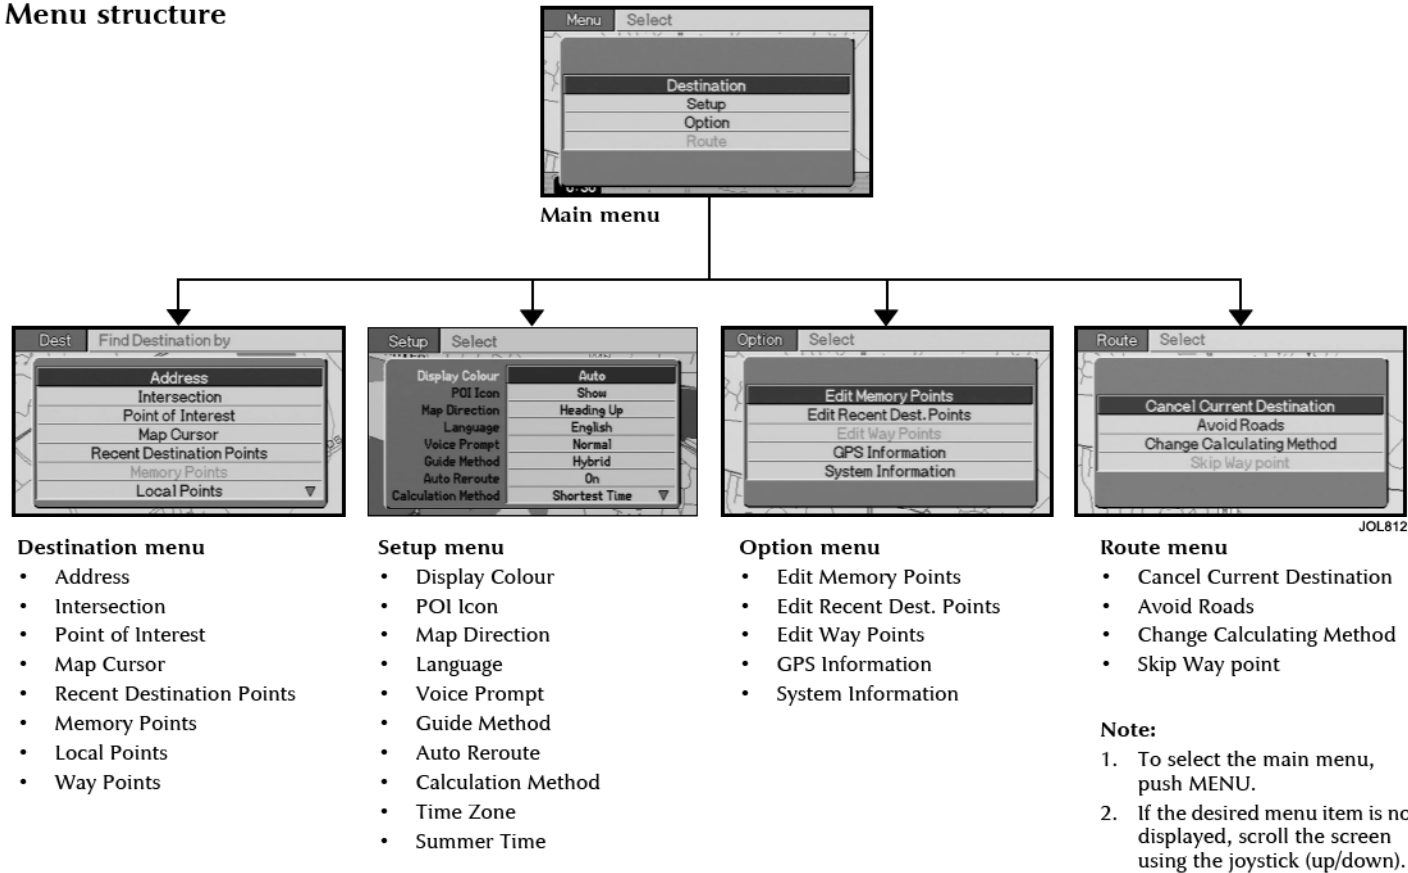 Menu structure
Menu Select
Destination
Setup
Option
Route
Main menu
Dest Find Destination by
Address
Intersection
Point of Interest
Map Cursor
Recent Destination Points
Memory Points
Local Points
Setup Select
Display Colour Auto
POI Icon Show
Map Direction Heading Up
Language English
Voice Prompt Normal
Guide Method Hybrid
Auto Reroute On
Calculation Method Shortest Time
Option Select
Edit Memory Points
Edit Recent Dest. Points
Edit Way Points
GPS Information
System Information
Route Select
Cancel Current Destination
Avoid Roads
Change Calculating Method
Skip Way point
JOL812
Destination menu
• Address
• Intersection
• Point of Interest
• Map Cursor
• Recent Destination Points
• Memory Points
• Local Points
• Way Points
Setup menu
• Display Colour
• POI Icon
• Map Direction
• Language
• Voice Prompt
• Guide Method
• Auto Reroute
• Calculation Method
• Time Zone
• Summer Time
Option menu
• Edit Memory Points
• Edit Recent Dest. Points
• Edit Way Points
• GPS Information
• System Information
Route menu
• Cancel Current Destination
• Avoid Roads
• Change Calculating Method
• Skip Way point
Note:
1. To select the main menu,
push MENU.
2. If the desired menu item is no
displayed, scroll the screen
using the joystick (up/down).